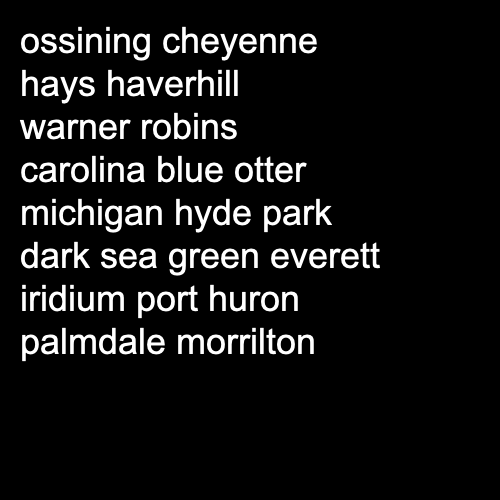 ossining cheyenne
hays haverhill
warner robins
carolina blue otter
michigan hyde park
dark sea green everett
iridium port huron
palmdale morrilton